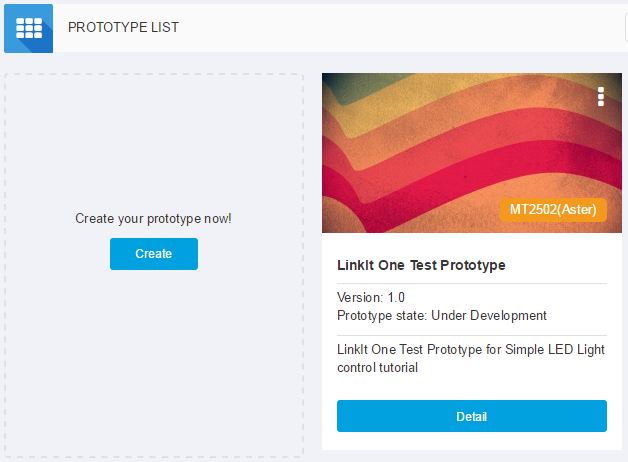 PROTOTYPE LIST
Create your prototype now!
Create
MT2502(Aster)
LinkIt One Test Prototype
Version: 1.0
Prototype state: Under Development
LinkIt One Test Prototype for Simple LED Light
control tutorial
Detail